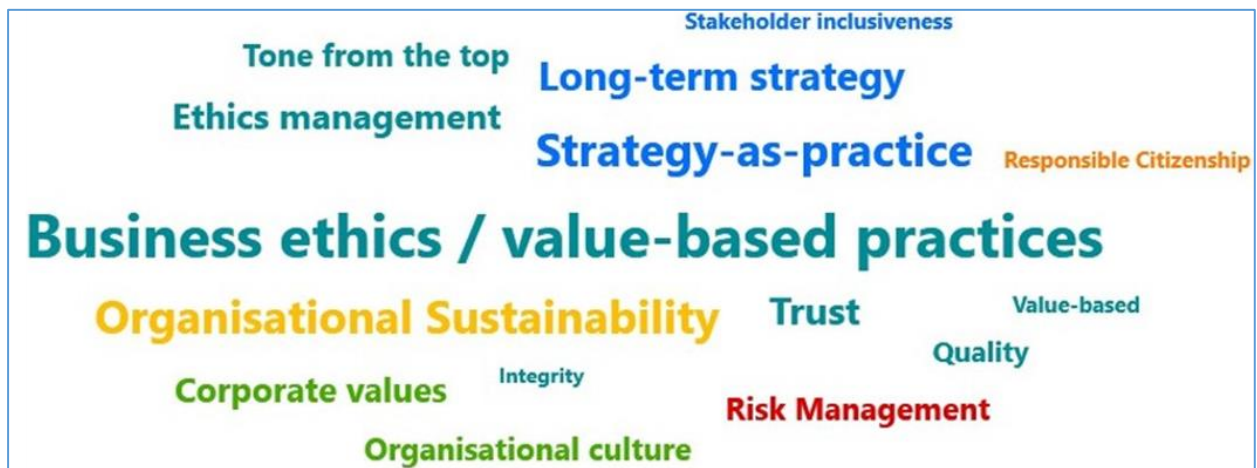 Stakeholder inclusiveness
Tone from the top
Long-term strategy
Ethics management
Strategy-as-practice
Responsible Citizenship
Business ethics / value-based practices
Organisational Sustainability
Trust
Value-based
Quality
Integrity
Corporate values
Risk Management
Organisational culture